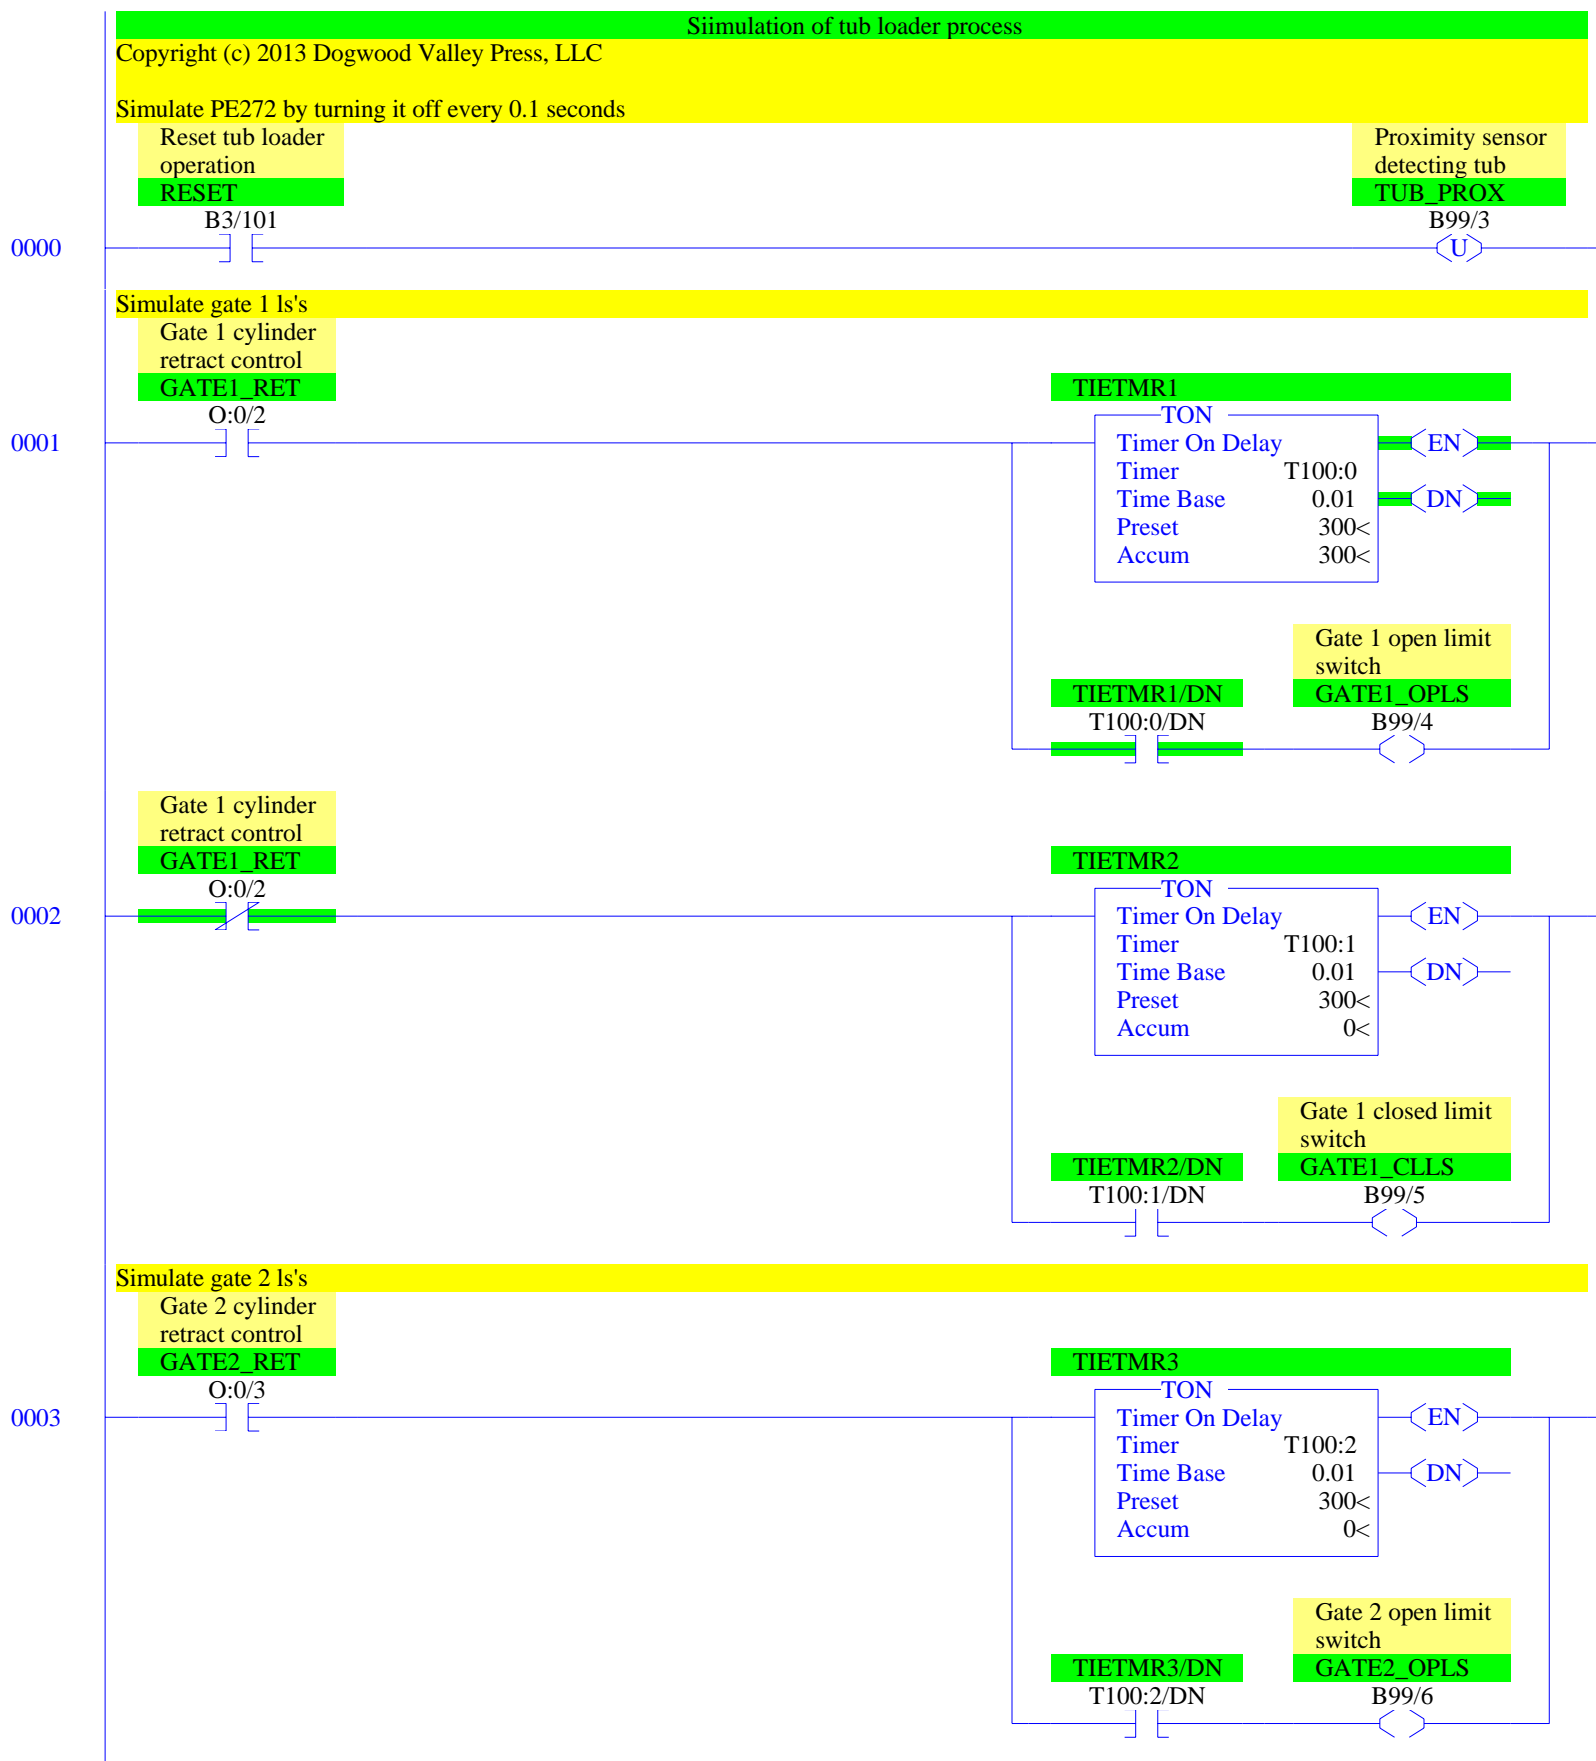 Siimulation of tub loader process
Copyright (c) 2013 Dogwood Valley Press, LLC
Simulate PE272 by turning it off every 0.1 seconds
Reset tub loader
operation
RESET
B3/101
Proximity sensor
detecting tub
TUB_PROX
B99/3
0000
U
Simulate gate 1 ls's
Gate 1 cylinder
retract control
GATE1_RET
O:0/2
0001
TIETMR1
TON
Timer On Delay
Timer T100:0
Time Base 0.01
Preset 300<
Accum 300<
EN
DN
Gate 1 open limit
switch
TIETMR1/DN
T100:0/DN
GATE1_OPLS
B99/4
Gate 1 cylinder
retract control
GATE1_RET
O:0/2
0002
TIETMR2
TON
Timer On Delay
Timer T100:1
Time Base 0.01
Preset 300<
Accum 0<
EN
DN
Gate 1 closed limit
switch
TIETMR2/DN
T100:1/DN
GATE1_CLLS
B99/5
Simulate gate 2 ls's
Gate 2 cylinder
retract control
GATE2_RET
O:0/3
0003
TIETMR3
TON
Timer On Delay
Timer T100:2
Time Base 0.01
Preset 300<
Accum 0<
EN
DN
Gate 2 open limit
switch
TIETMR3/DN
T100:2/DN
GATE2_OPLS
B99/6